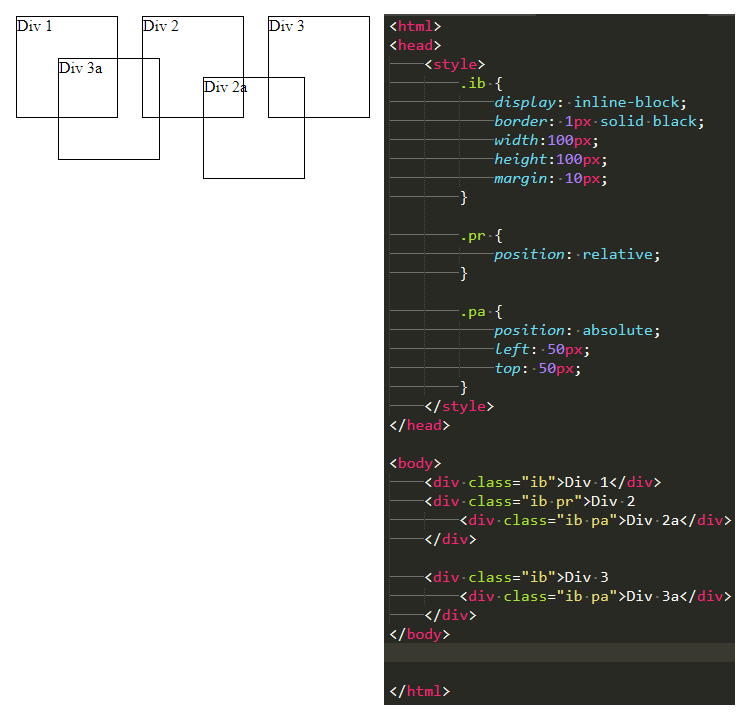 Div 1 Div 2 Div 3
Div 3a
Div 2a
<html>
<head>
<style>
.ib {
display: inline-block;
border: 1px solid black;
width:100px;
height:100px;
margin: 10px;
}
.pr {
position: relative;
}
.pa {
position: absolute;
left: 50px;
top: 50px;
}
</style>
</head>
<body>
<div class="ib">Div 1</div>
<div class="ib pr">Div 2
<div class="ib pa">Div 2a</div>
</div>
<div class="ib">Div 3
<div class="ib pa">Div 3a</div>
</div>
</body>
</html>